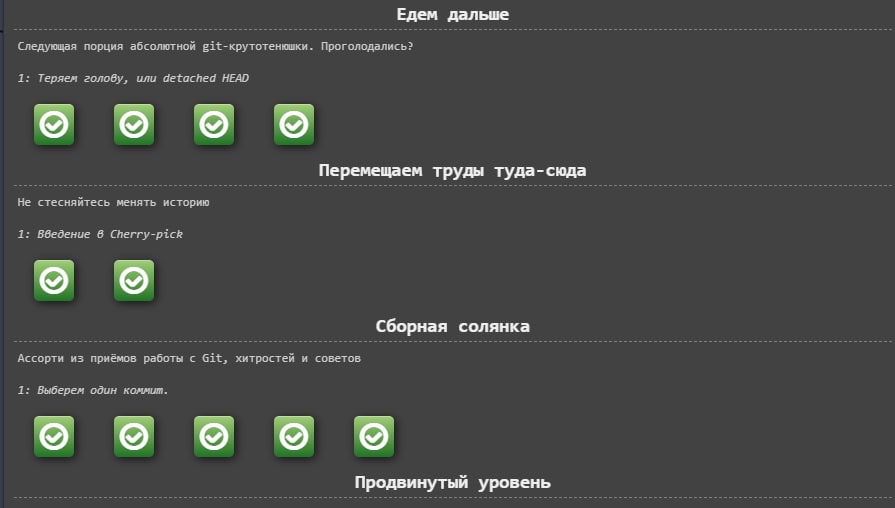 Едем дальше
Следующая порция абсолютной git-крутотенюшки. Проголодались?
1: Теряем голову, или detached HEAD
Перемещаем труды туда-сюда
Не стесняйтесь менять историю
1: Введение в Cherry-pick
Сборная солянка
Ассорти из приёмов работы с Git, хитростей и советов
1: Выберем один коммит.
Продвинутый уровень